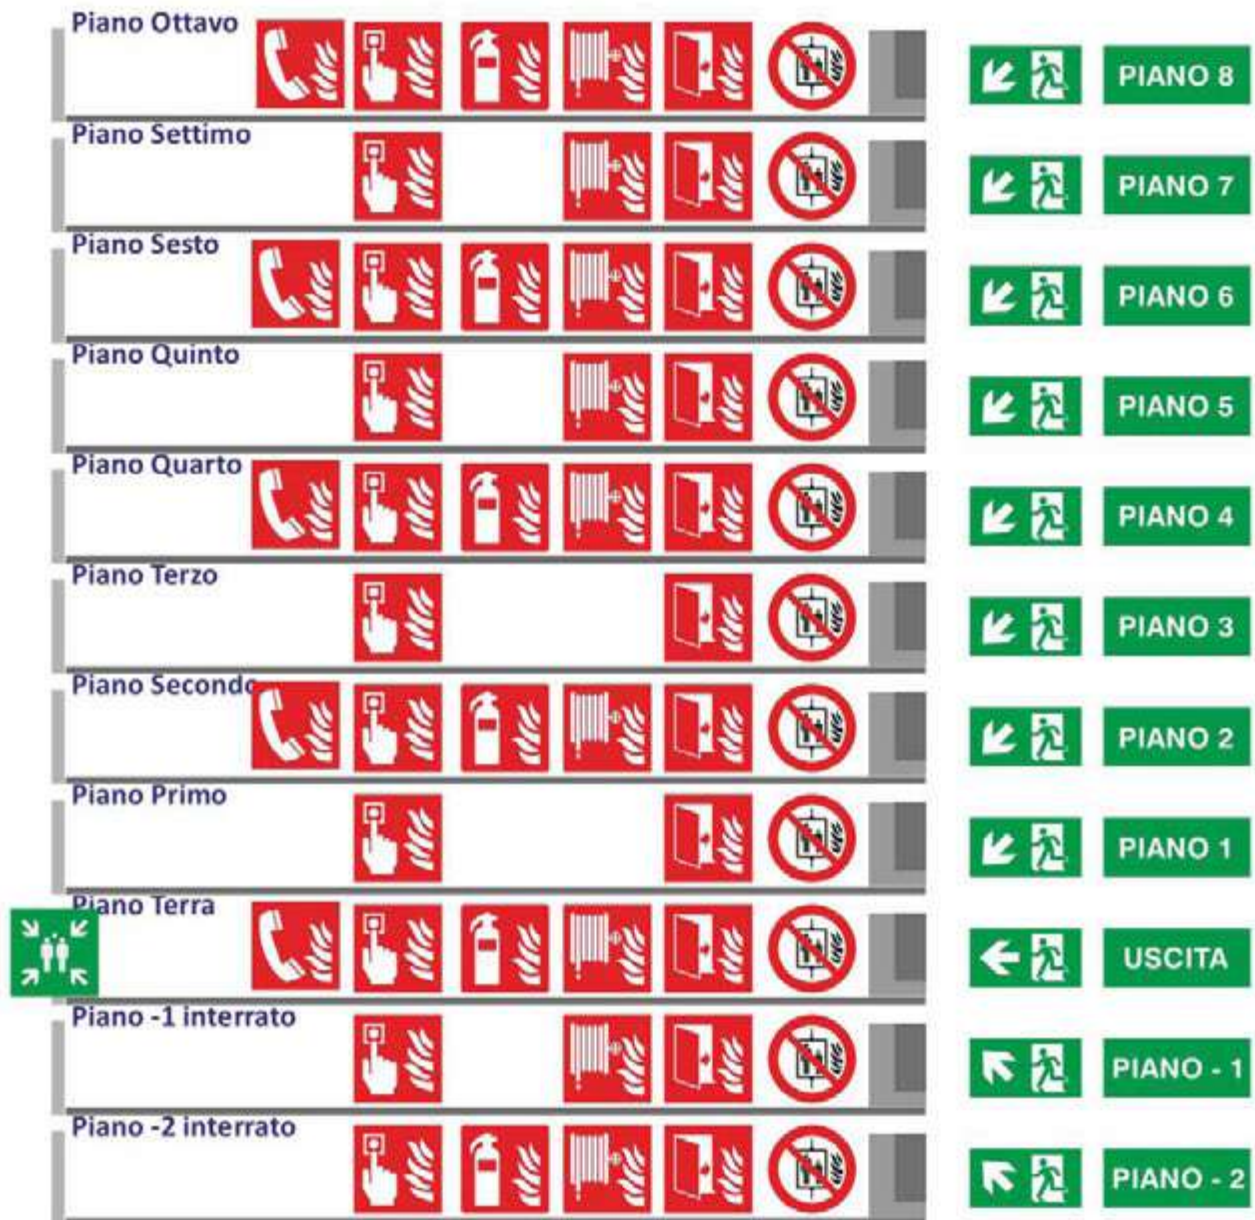 Piano Ottavo
PIANO 8
Piano Settimo
PIANO 7
Piano Sesto
PIANO 6
Piano Quinto
PIANO 5
Piano Quarto
PIANO 4
Piano Terzo
PIANO 3
Piano Secondo
PIANO 2
Piano Primo
PIANO 1
Piano Terra
USCITA
Piano -1 interrato
PIANO - 1
Piano -2 interrato
PIANO - 2